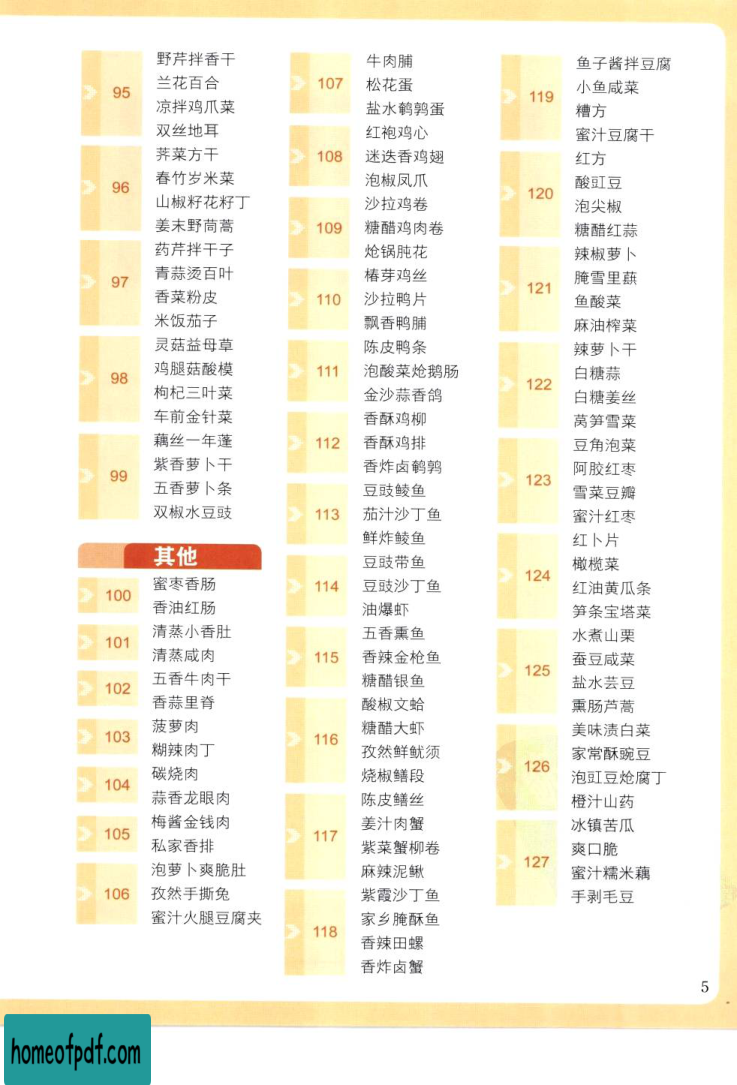 95
野芹拌香干
兰花百合
凉拌鸡爪菜
双丝地耳
96
荠菜方干
春竹岁米菜
山椒籽花籽丁
姜末野茼蒿
97
药芹拌干子
青蒜烫百叶
香菜粉皮
米饭茄子
98
灵菇益母草
鸡腿菇酸模
枸杞三叶菜
车前金针菜
99
藕丝一年蓬
紫香萝卜干
五香萝卜条
双椒水豆豉
其他
100
蜜枣香肠
香油红肠
101
清蒸小香肚
清蒸咸肉
102
五香牛肉干
香蒜里脊
103
菠萝肉
糊辣肉丁
104
碳烧肉
蒜香龙眼肉
105
梅酱金钱肉
私家香排
106
泡萝卜爽脆肚
孜然手撕兔
蜜汁火腿豆腐夹
107
牛肉脯
松花蛋
盐水鹌鹑蛋
108
红袍鸡心
迷迭香鸡翅
泡椒凤爪
109
沙拉鸡卷
糖醋鸡肉卷
炝锅肫花
110
椿芽鸡丝
沙拉鸭片
飘香鸭脯
111
陈皮鸭条
泡酸菜炝鹅肠
金沙蒜香鸽
112
香酥鸡柳
香酥鸡排
香炸卤鹌鹑
113
豆豉鲮鱼
茄汁沙丁鱼
鲜炸鲮鱼
114
豆豉带鱼
豆豉沙丁鱼
油爆虾
115
五香熏鱼
香辣金枪鱼
糖醋银鱼
116
酸椒文蛤
糖醋大虾
孜然鲜鱿须
烧椒鳝段
117
陈皮鳝丝
姜汁肉蟹
紫菜蟹柳卷
麻辣泥鳅
118
紫霞沙丁鱼
家乡腌酥鱼
香辣田螺
香炸卤蟹
119
鱼子酱拌豆腐
小鱼咸菜
糟方
蜜汁豆腐干
120
红方
酸豇豆
泡尖椒
糖醋红蒜
121
辣椒萝卜
腌雪里蕻
鱼酸菜
麻油榨菜
122
辣萝卜干
白糖蒜
白糖姜丝
莴笋雪菜
123
豆角泡菜
阿胶红枣
雪菜豆瓣
蜜汁红枣
124
红卜片
橄榄菜
红油黄瓜条
笋条宝塔菜
125
水煮山栗
蚕豆咸菜
盐水芸豆
熏肠芦蒿
126
美味渍白菜
家常酥豌豆
泡豇豆炝腐丁
橙汁山药
127
冰镇苦瓜
爽口脆
蜜汁糯米藕
手剥毛豆
5
homeofpdf.com